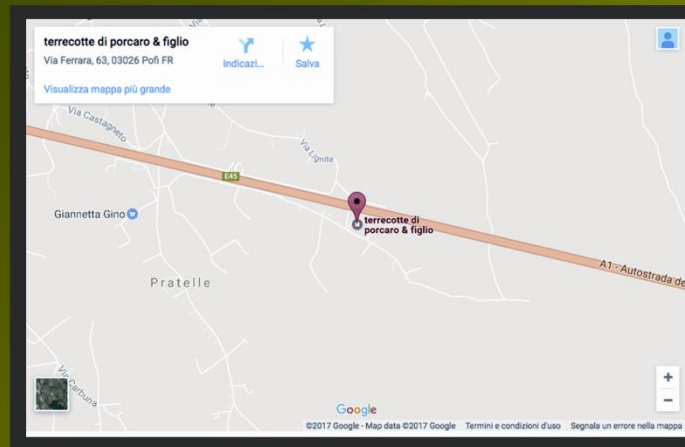 terrecotte di porcaro & figlio
Via Ferrara, 63, 03026 Pofi FR
Indicazi...
Salva
Visualizza mappa più grande
Via Castagneto
Via Lignite
E45
Giannetta Gino
terrecotte di
porcaro & figlio
A1 - Autostrada de
Pratelle
Via Carbuna
+
−
Google
©2017 Google - Map data ©2017 Google Termini e condizioni d'uso Segnala un errore nella mappa